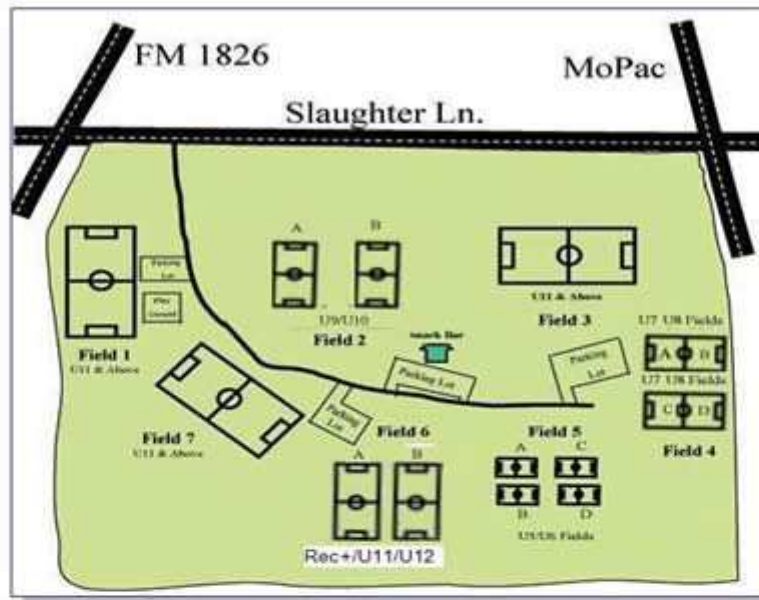 FM 1826
MoPac
Slaughter Ln.
A
B
Parking
Lot
Play
Ground
U9/U10
Field 2
Snack Bar
U11 & Above
Field 3
U7 U8 Fields
A B
U7 U8 Fields
C D
Field 4
Field 1
U11 & Above
Parking Lot
Parking
Lot
Parking
Lot
Field 7
U11 & Above
Field 6
A
B
Rec+/U11/U12
Field 5
A
C
B
D
U5/U6 Fields